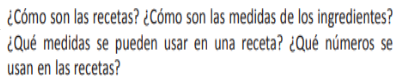 ¿Cómo son las recetas? ¿Cómo son las medidas de los ingredientes?
¿Qué medidas se pueden usar en una receta? ¿Qué números se
usan en las recetas?